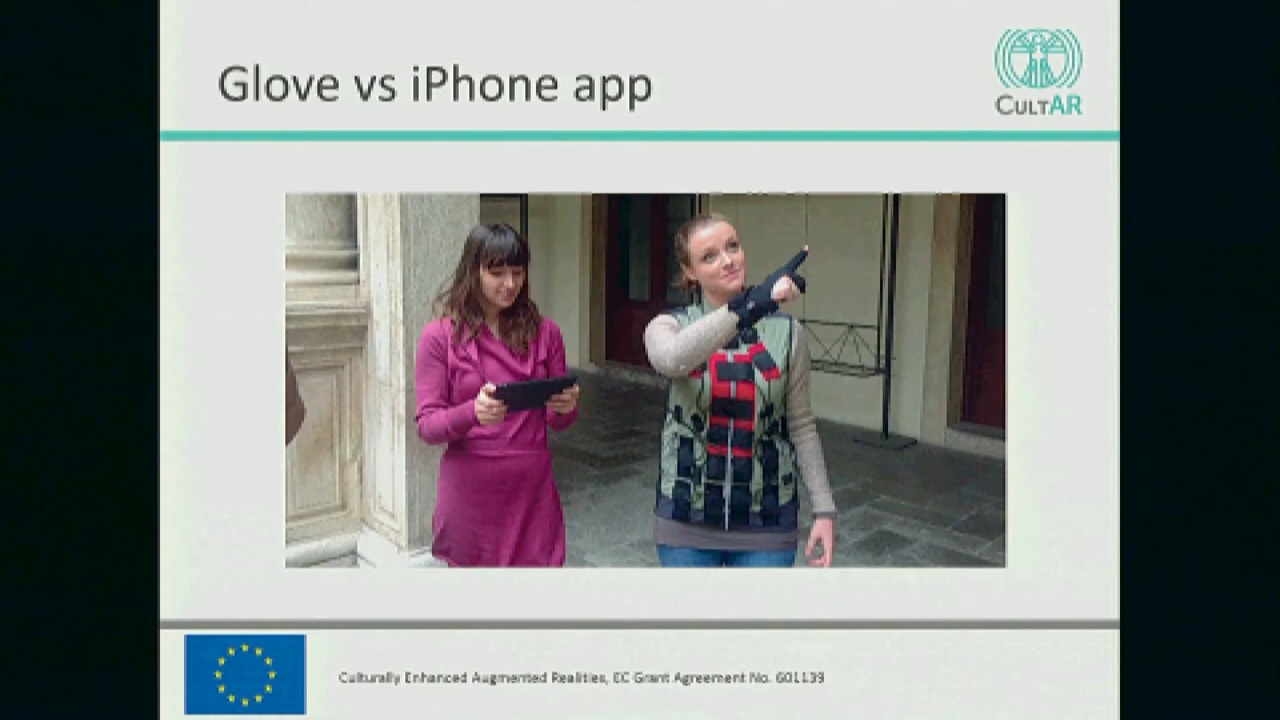 Glove vs iPhone app
CULTAR
Culturally Enhanced Augmented Realities, EC Grant Agreement No. 601139